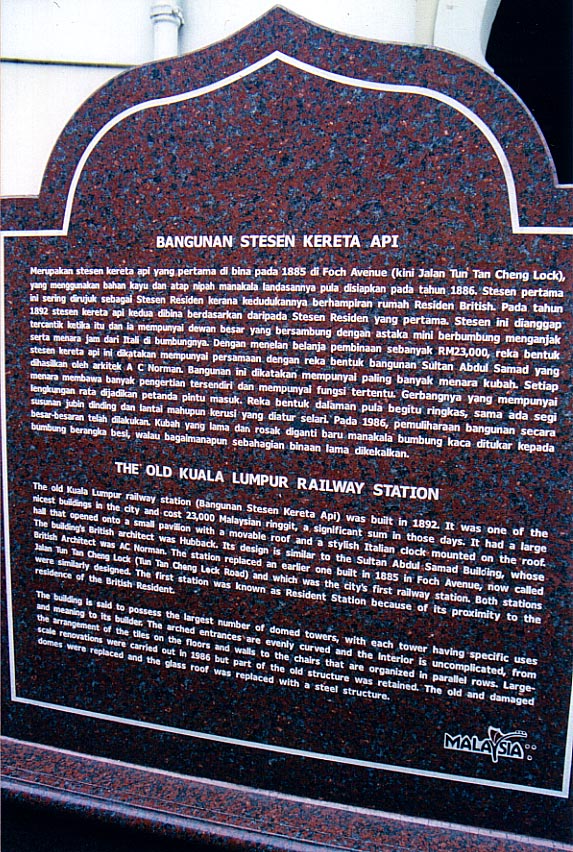 BANGUNAN STESEN KERETA API
Merupakan stesen kereta api yang pertama di bina pada 1885 di Foch Avenue (kini Jalan Tun Tan Cheng Lock),
yang menggunakan bahan kayu dan atap nipah manakala landasannya pula disiapkan pada tahun 1886. Stesen pertama
ini sering dirujuk sebagai Stesen Residen kerana kedudukannya berhampiran rumah Residen British. Pada tahun
1892 stesen kereta api kedua dibina berdasarkan daripada Stesen Residen yang pertama. Stesen ini dianggap
tercantik ketika itu dan ia mempunyai dewan besar yang bersambung dengan astaka mini berbumbung menganjak
serta menara jam dari Itali di bumbungnya. Dengan menelan belanja pembinaan sebanyak RM23,000, reka bentuk
stesen kereta api ini dikatakan mempunyai persamaan dengan reka bentuk bangunan Sultan Abdul Samad yang
dihasilkan oleh arkitek A C Norman. Bangunan ini dikatakan mempunyai paling banyak menara kubah. Setiap
menara membawa banyak pengertian tersendiri dan mempunyai fungsi tertentu. Gerbangnya yang mempunyai
lengkungan rata dijadikan petanda pintu masuk. Reka bentuk dalaman pula begitu ringkas, sama ada segi
susunan jubin dinding dan lantai mahupun kerusi yang diatur selari. Pada 1986, pemuliharaan bangunan secara
besar-besaran telah dilakukan. Kubah yang lama dan rosak diganti baru manakala bumbung kaca ditukar kepada
bumbung berangka besi, walau bagaimanapun sebahagian binaan lama dikekalkan.
THE OLD KUALA LUMPUR RAILWAY STATION
The old Kuala Lumpur railway station (Bangunan Stesen Kereta Api) was built in 1892. It was one of the
nicest buildings in the city and cost 23,000 Malaysian ringgit, a significant sum in those days. It had a large
hall that opened onto a small pavilion with a movable roof and a stylish Italian clock mounted on the roof.
The building's British architect was Hubback. Its design is similar to the Sultan Abdul Samad Building, whose
British Architect was AC Norman. The station replaced an earlier one built in 1885 in Foch Avenue, now called
Jalan Tun Tan Cheng Lock (Tun Tan Cheng Lock Road) and which was the city's first railway station. Both stations
were similarly designed. The first station was known as Resident Station because of its proximity to the
residence of the British Resident.
The building is said to possess the largest number of domed towers, with each tower having specific uses
and meaning to its builder. The arched entrances are evenly curved and the interior is uncomplicated, from
the arrangement of the tiles on the floors and walls to the chairs that are organized in parallel rows. Large-
scale renovations were carried out in 1986 but part of the old structure was retained. The old and damaged
domes were replaced and the glass roof was replaced with a steel structure.
MALAYSIA